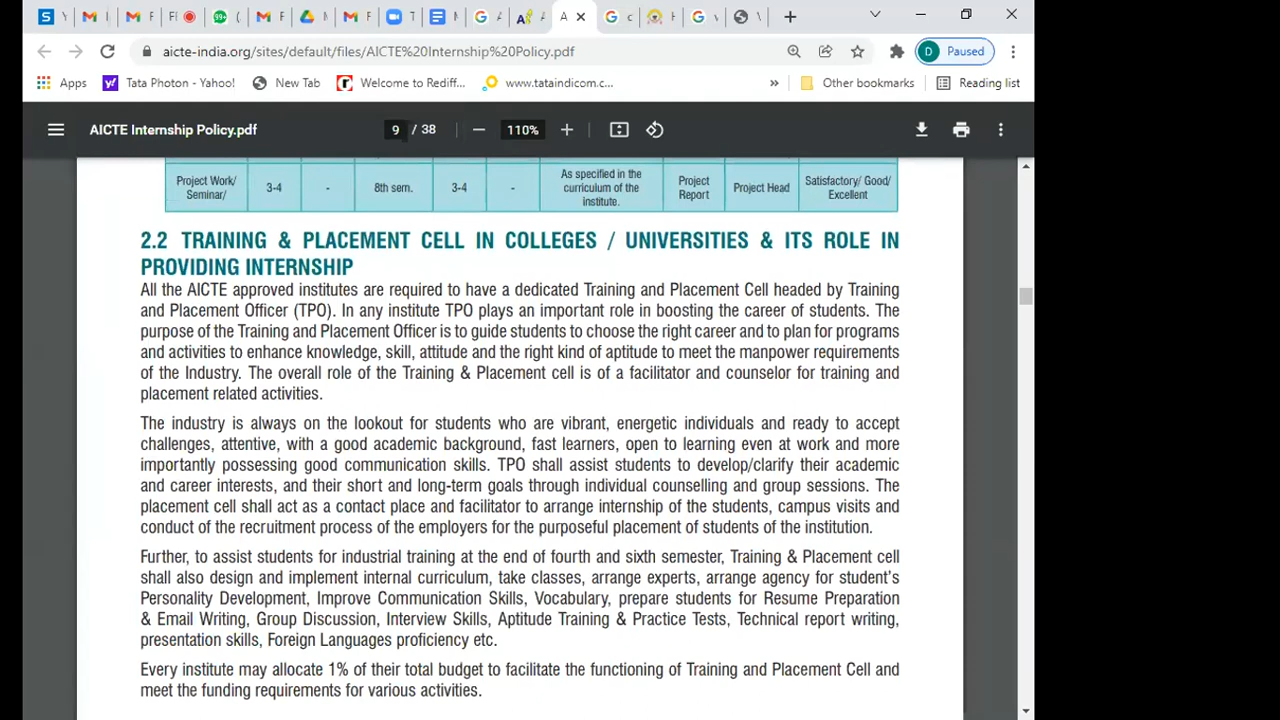 99+
aicte-india.org/sites/default/files/AICTE%20Internship%20Policy.pdf
D Paused
Apps Tata Photon - Yahoo! New Tab Welcome to Rediff... www.tataindicom.c... » Other bookmarks Reading list
AICTE Internship Policy.pdf 9 / 38 — 110% +
Project Work/ Seminar/ 3-4 - 8th sem. 3-4 - As specified in the curriculum of the institute. Project Report Project Head Satisfactory/ Good/ Excellent
2.2 TRAINING & PLACEMENT CELL IN COLLEGES / UNIVERSITIES & ITS ROLE IN
PROVIDING INTERNSHIP
All the AICTE approved institutes are required to have a dedicated Training and Placement Cell headed by Training
and Placement Officer (TPO). In any institute TPO plays an important role in boosting the career of students. The
purpose of the Training and Placement Officer is to guide students to choose the right career and to plan for programs
and activities to enhance knowledge, skill, attitude and the right kind of aptitude to meet the manpower requirements
of the Industry. The overall role of the Training & Placement cell is of a facilitator and counselor for training and
placement related activities.
The industry is always on the lookout for students who are vibrant, energetic individuals and ready to accept
challenges, attentive, with a good academic background, fast learners, open to learning even at work and more
importantly possessing good communication skills. TPO shall assist students to develop/clarify their academic
and career interests, and their short and long-term goals through individual counselling and group sessions. The
placement cell shall act as a contact place and facilitator to arrange internship of the students, campus visits and
conduct of the recruitment process of the employers for the purposeful placement of students of the institution.
Further, to assist students for industrial training at the end of fourth and sixth semester, Training & Placement cell
shall also design and implement internal curriculum, take classes, arrange experts, arrange agency for student's
Personality Development, Improve Communication Skills, Vocabulary, prepare students for Resume Preparation
& Email Writing, Group Discussion, Interview Skills, Aptitude Training & Practice Tests, Technical report writing,
presentation skills, Foreign Languages proficiency etc.
Every institute may allocate 1% of their total budget to facilitate the functioning of Training and Placement Cell and
meet the funding requirements for various activities.